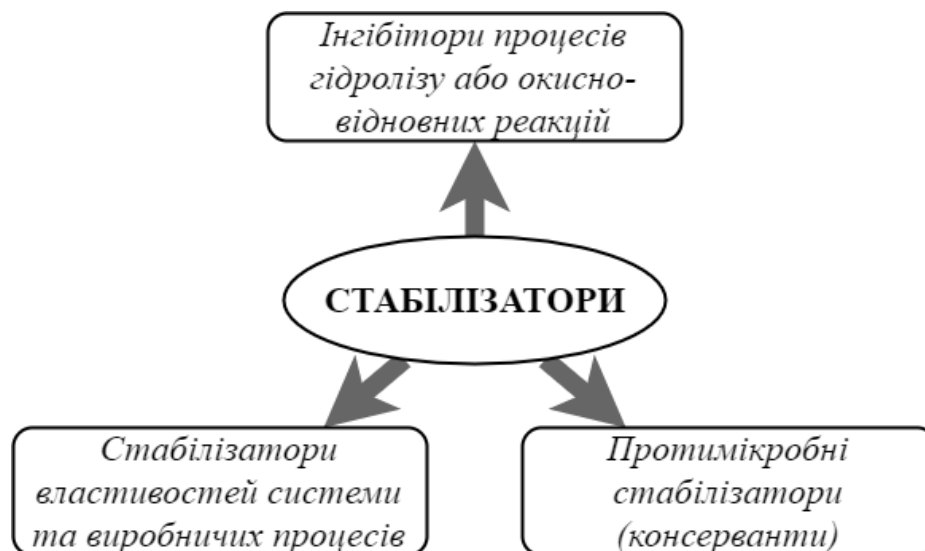 Інгібітори процесів
гідролізу або окисно-
відновних реакцій
СТАБІЛІЗАТОРИ
Стабілізатори
властивостей системи
та виробничих процесів
Протимікробні
стабілізатори
(консерванти)